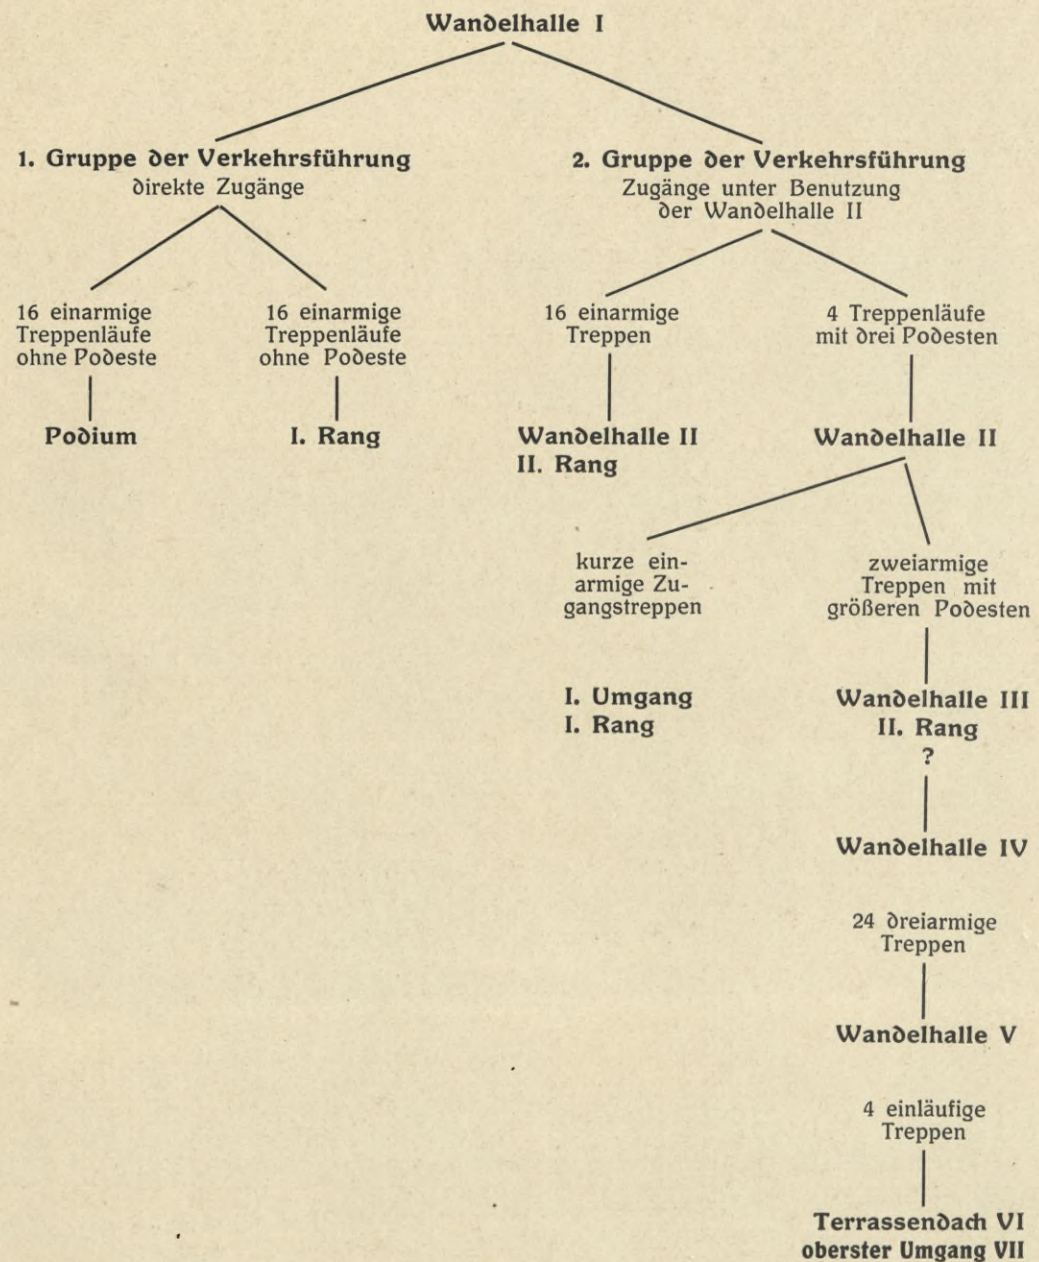 Wandelhalle I
1. Gruppe der Verkehrsführung
direkte Zugänge
2. Gruppe der Verkehrsführung
Zugänge unter Benutzung
der Wandelhalle II
16 einarmige
Treppenläufe
ohne Podeste
16 einarmige
Treppenläufe
ohne Podeste
16 einarmige
Treppen
4 Treppenläufe
mit drei Podesten
Podium
I. Rang
Wandelhalle II
II. Rang
Wandelhalle II
kurze ein-
armige Zu-
gangstreppen
zweiarmige
Treppen mit
größeren Podesten
I. Umgang
I. Rang
Wandelhalle III
II. Rang
?
Wandelhalle IV
24 dreiarmige
Treppen
Wandelhalle V
4 einläufige
Treppen
Terrassendach VI
oberster Umgang VII